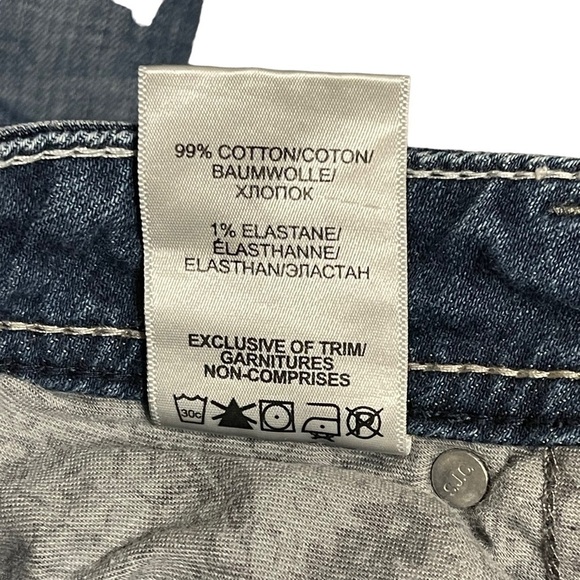 99% COTTON/COTON/
BAUMWOLLE/
ХЛОПОК
1% ELASTANE/
ÉLASTHANNE/
ELASTHAN/ЭЛАСТАН
EXCLUSIVE OF TRIM/
GARNITURES
NON-COMPRISES
30c